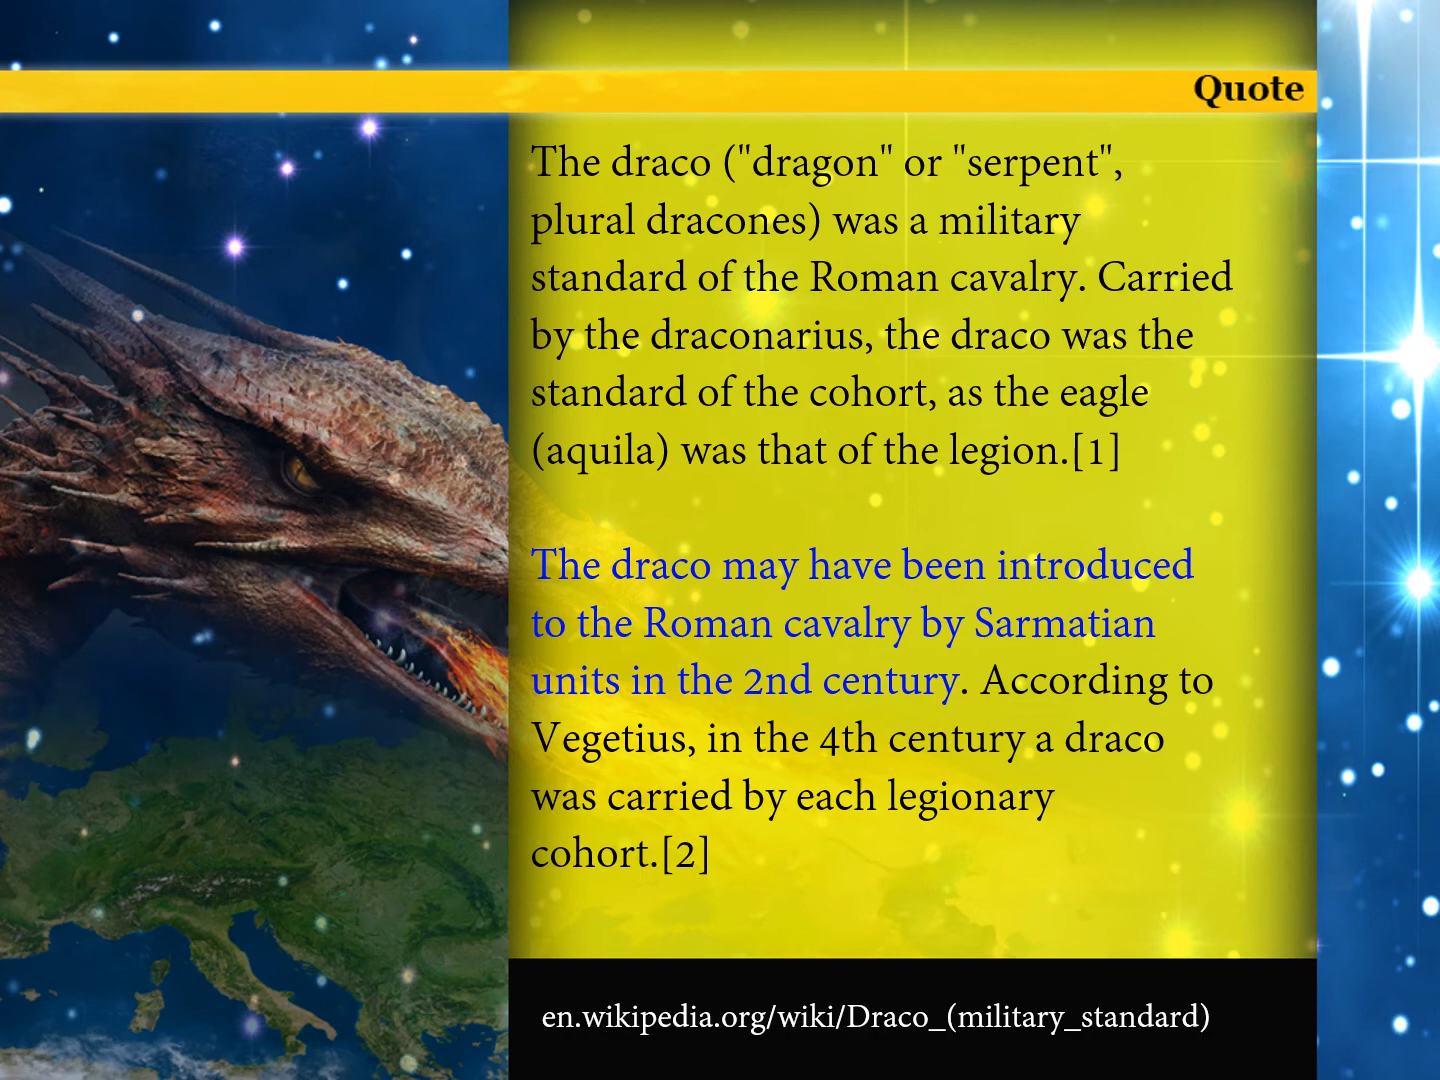 Quote
The draco ("dragon" or "serpent",
plural dracones) was a military
standard of the Roman cavalry. Carried
by the draconarius, the draco was the
standard of the cohort, as the eagle
(aquila) was that of the legion.[1]
The draco may have been introduced
to the Roman cavalry by Sarmatian
units in the 2nd century. According to
Vegetius, in the 4th century a draco
was carried by each legionary
cohort.[2]
en.wikipedia.org/wiki/Draco_(military_standard)